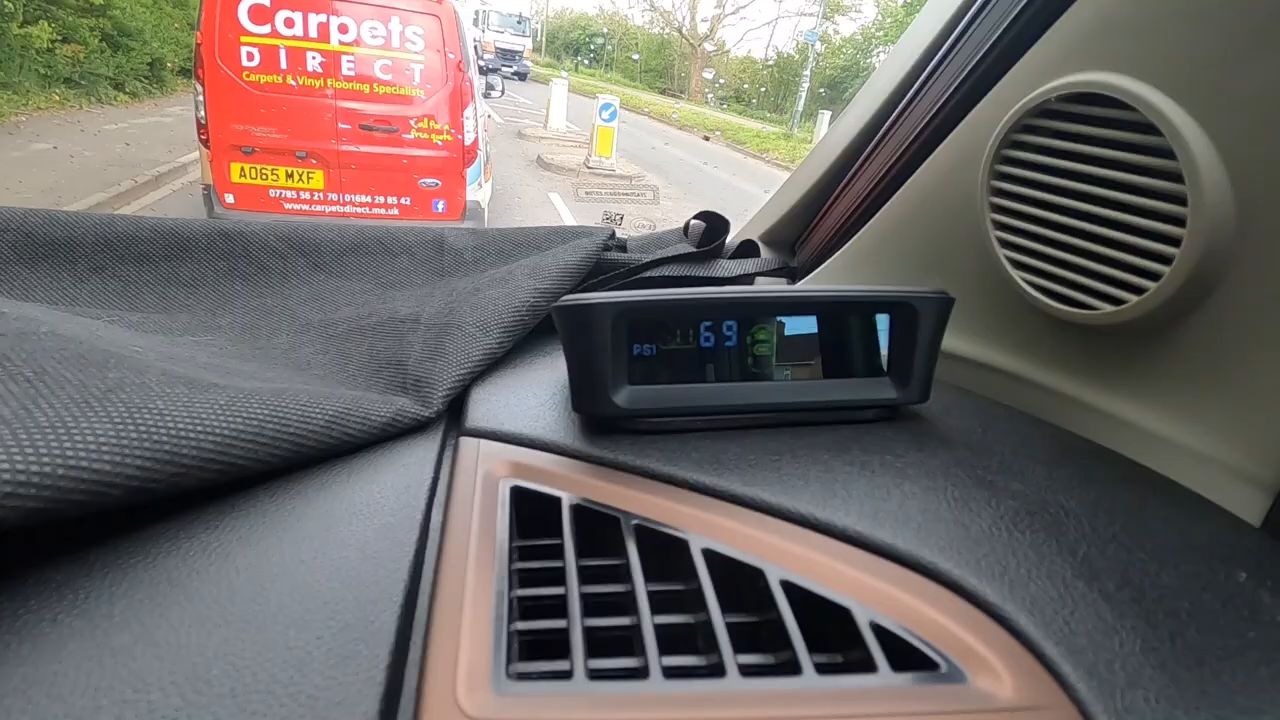 Carpets
DIRECT
Carpets & Vinyl Flooring Specialists
Call for a
free quote
AO65 MXF
Ford
07785 56 21 70 | 01684 29 85 42
www.carpetsdirect.me.uk
f
PSI
69